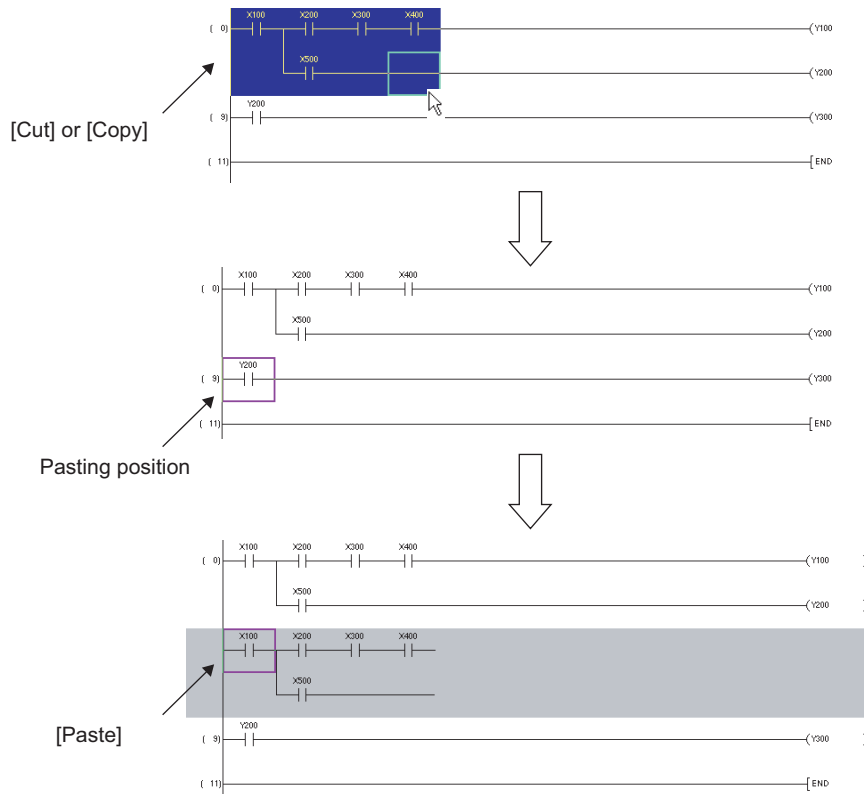 X100 X200 X300 X400
( 0) (Y100
X500
(Y200
[Cut] or [Copy]
Y200
( 9) (Y300
( 11) [END
X100 X200 X300 X400
( 0) (Y100
X500
(Y200
Y200
( 9) (Y300
( 11) [END
Pasting position
X100 X200 X300 X400
( 0) (Y100 )
X500
(Y200 )
X100 X200 X300 X400
X500
[Paste]
Y200
( 9) (Y300 )
( 11) [END